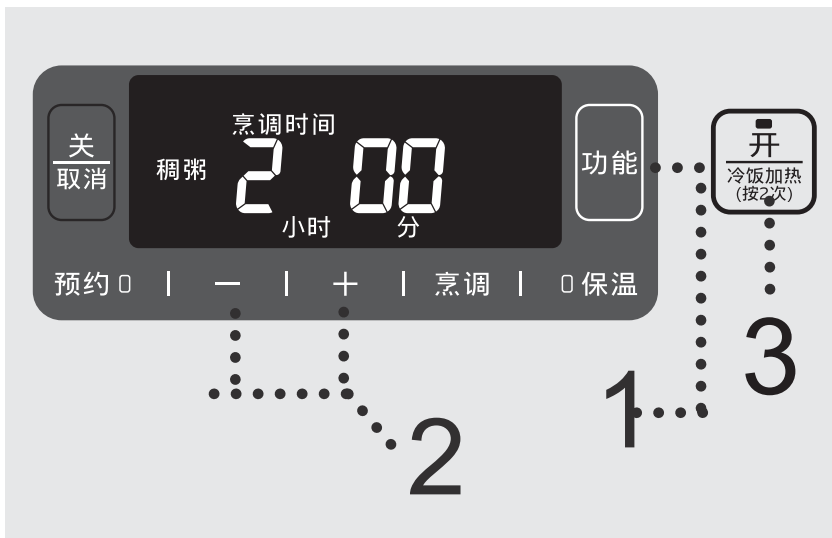 烹调时间
稠粥 2 00
小时 分
关
取消
功能
开
冷饭加热
(按2次)
预约 | − | + | 烹调 | 保温
1
2
3